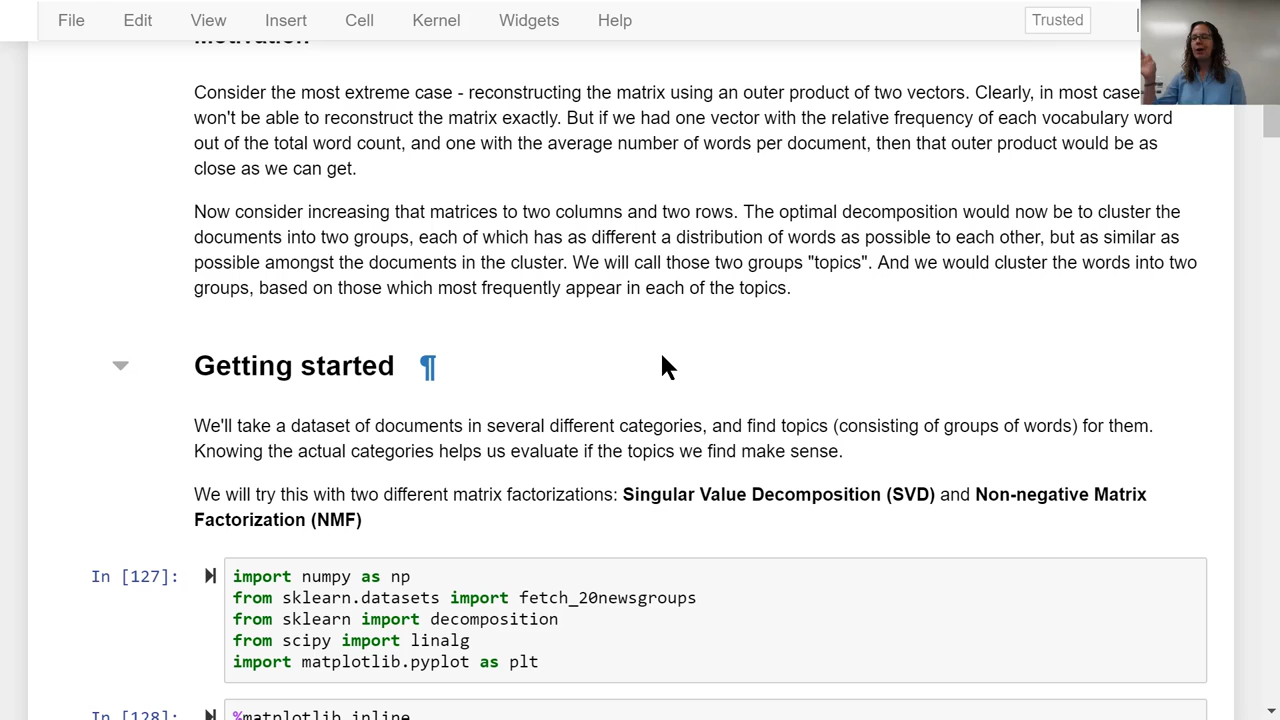 File Edit View Insert Cell Kernel Widgets Help Trusted
Motivation
Consider the most extreme case - reconstructing the matrix using an outer product of two vectors. Clearly, in most case
won't be able to reconstruct the matrix exactly. But if we had one vector with the relative frequency of each vocabulary word
out of the total word count, and one with the average number of words per document, then that outer product would be as
close as we can get.
Now consider increasing that matrices to two columns and two rows. The optimal decomposition would now be to cluster the
documents into two groups, each of which has as different a distribution of words as possible to each other, but as similar as
possible amongst the documents in the cluster. We will call those two groups "topics". And we would cluster the words into two
groups, based on those which most frequently appear in each of the topics.
Getting started ¶
We'll take a dataset of documents in several different categories, and find topics (consisting of groups of words) for them.
Knowing the actual categories helps us evaluate if the topics we find make sense.
We will try this with two different matrix factorizations: Singular Value Decomposition (SVD) and Non-negative Matrix
Factorization (NMF)
In [127]: import numpy as np
from sklearn.datasets import fetch_20newsgroups
from sklearn import decomposition
from scipy import linalg
import matplotlib.pyplot as plt
In [128]: %matplotlib inline